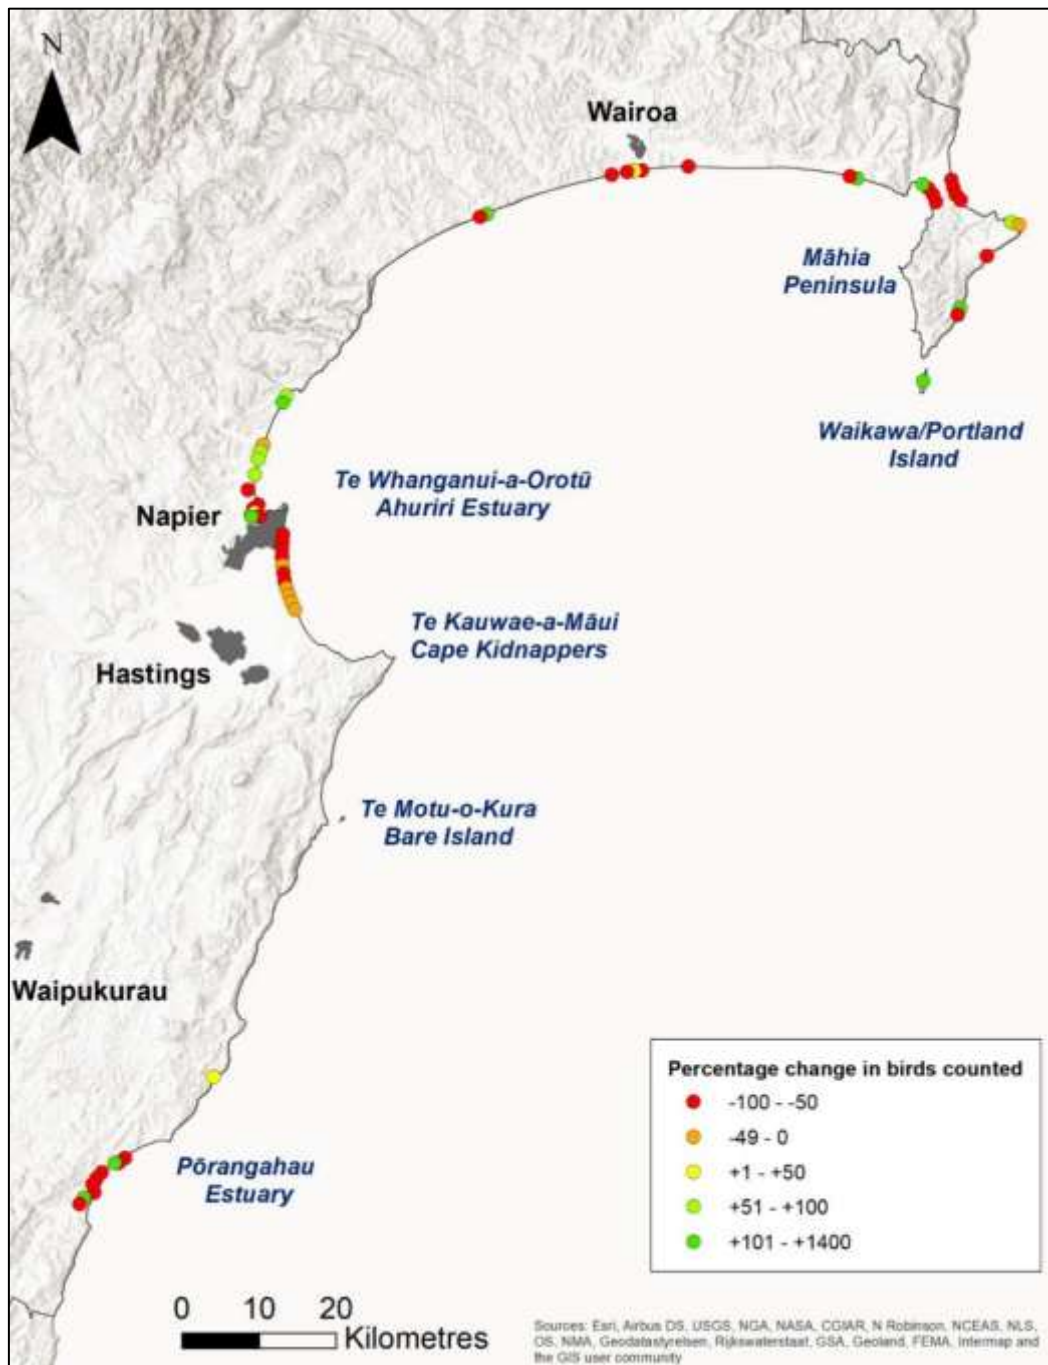 N
Wairoa
Māhia
Peninsula
Waikawa/Portland
Island
Te Whanganui-a-Orotū
Ahuriri Estuary
Napier
Te Kauwae-a-Māui
Cape Kidnappers
Hastings
Te Motu-o-Kura
Bare Island
Waipukurau
Pōrangahau
Estuary
Percentage change in birds counted
-100 - -50
-49 - 0
+1 - +50
+51 - +100
+101 - +1400
0 10 20
Kilometres
Sources: Esri, Airbus DS, USGS, NGA, NASA, CGIAR, N Robinson, NCEAS, NLS,
OS, NMA, Geodatastyrelsen, Rijkswaterstaat, GSA, Geoland, FEMA, Intermap and
the GIS user community